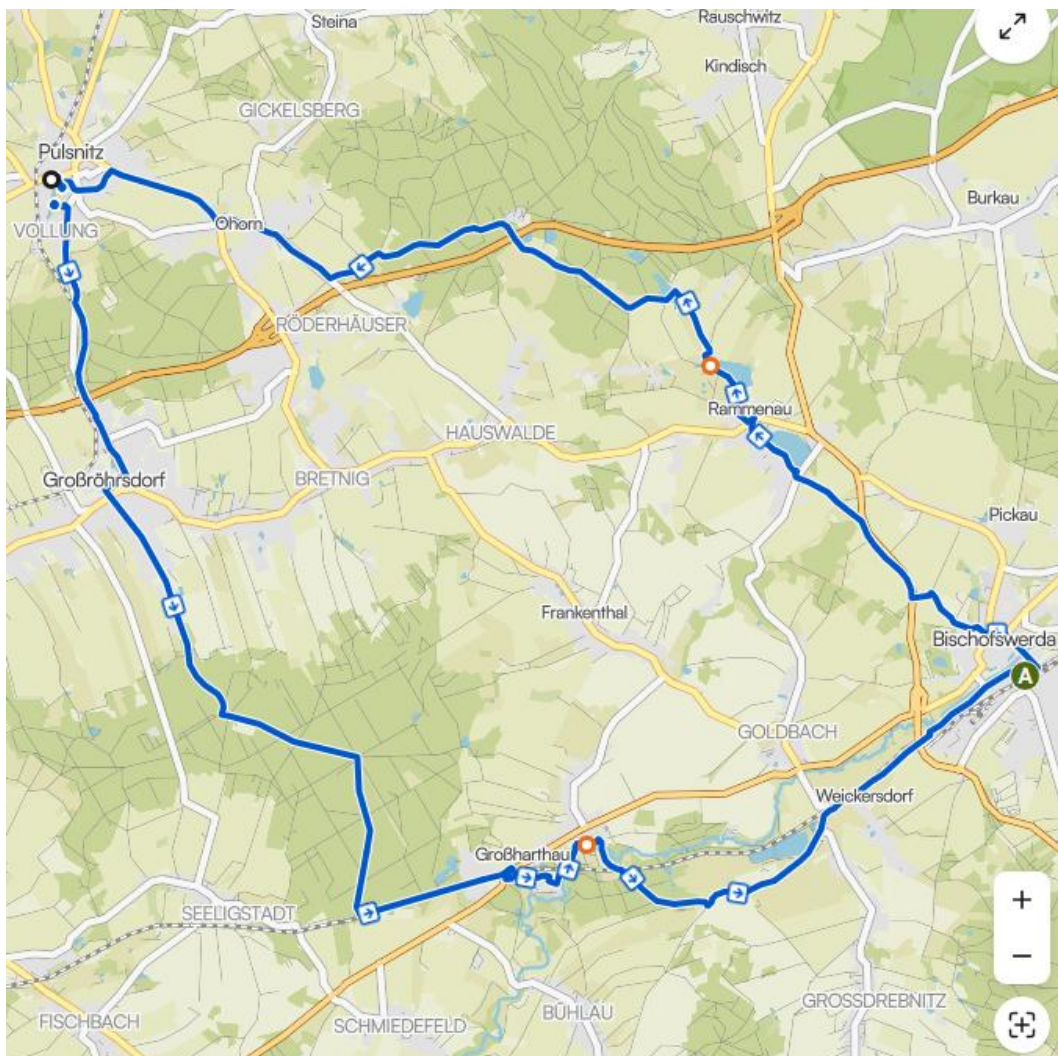 Steina
Rauschwitz
Kindisch
GICKELSBERG
Pulsnitz
Burkau
VOLLUNG
Ohorn
RÖDERHÄUSER
Rammenau
HAUSWALDE
Großröhrsdorf
BRETNIG
Pickau
Frankenthal
Bischofswerda
A
GOLDBACH
Weickersdorf
Großharthau
SEELIGSTADT
+
−
GROSSDREBNITZ
BÜHLAU
FISCHBACH
SCHMIEDEFELD